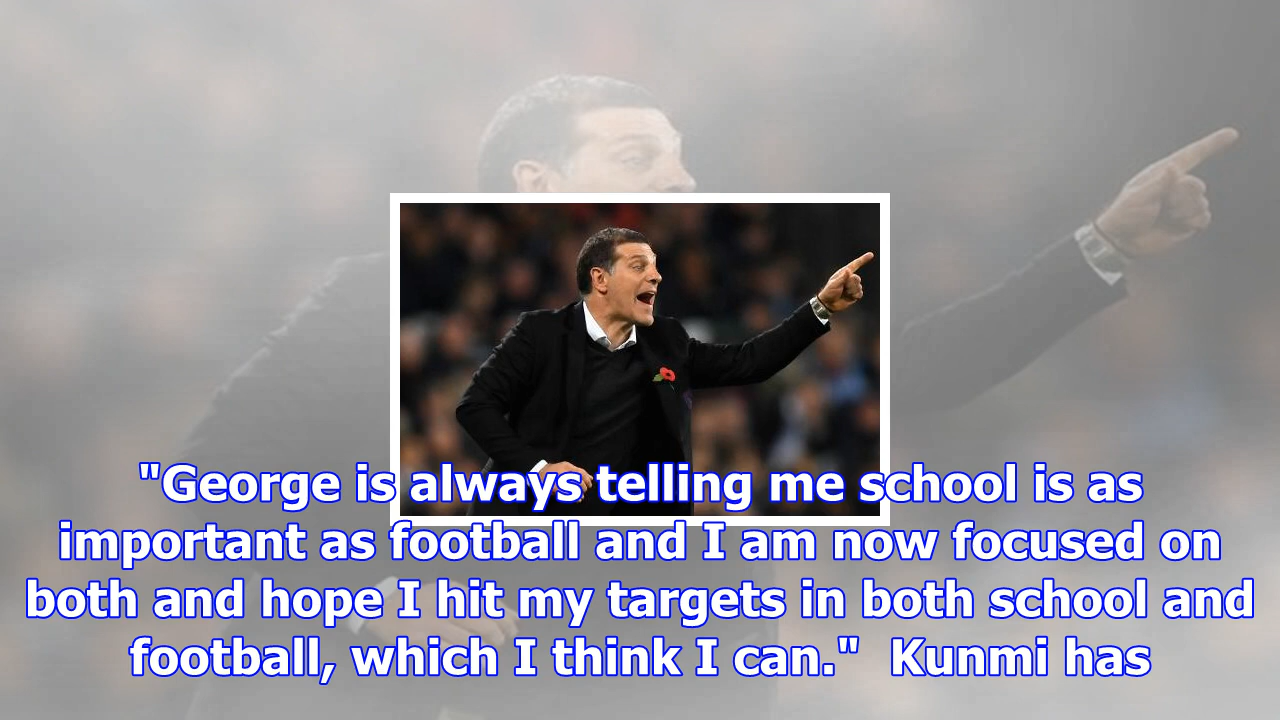 "George is always telling me school is as
important as football and I am now focused on
both and hope I hit my targets in both school and
football, which I think I can."  Kunmi has